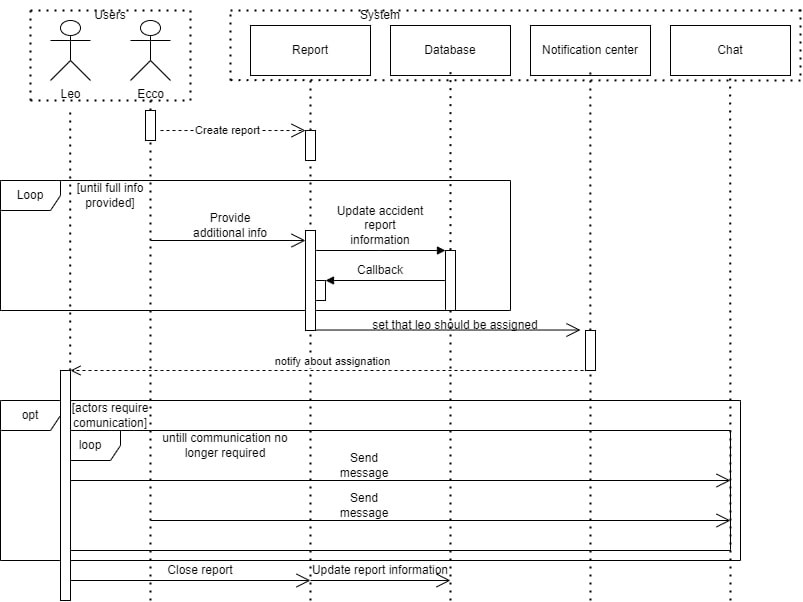 Users
System
Leo
Ecco
Report
Database
Notification center
Chat
Create report
Loop
[until full info
provided]
Provide
additional info
Update accident
report
information
Callback
set that leo should be assigned
notify about assignation
opt
[actors require
comunication]
loop
untill communication no
longer required
Send
message
Send
message
Close report
Update report information